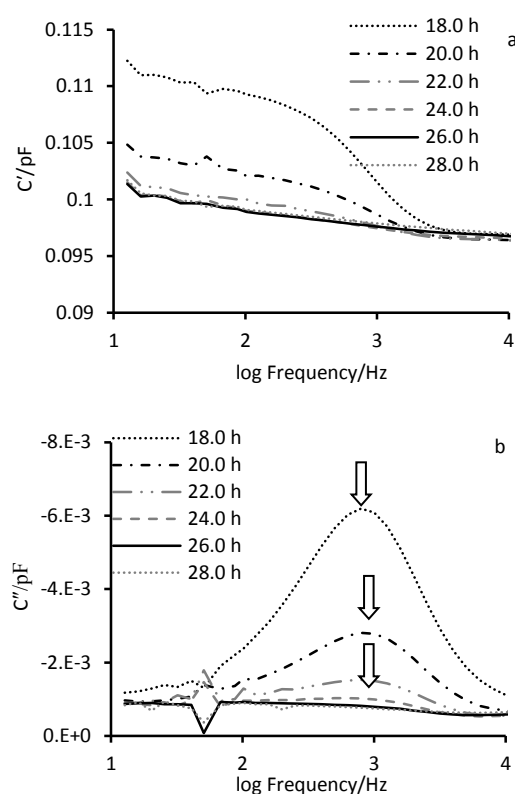 a
0.115
0.11
0.105
0.1
0.095
0.09
C'/pF
18.0 h
20.0 h
22.0 h
24.0 h
26.0 h
28.0 h
1 2 3 4
log Frequency/Hz
b
-8.E-3
-6.E-3
-4.E-3
-2.E-3
0.E+0
C″/pF
18.0 h
20.0 h
22.0 h
24.0 h
26.0 h
28.0 h
1 2 3 4
log Frequency/Hz